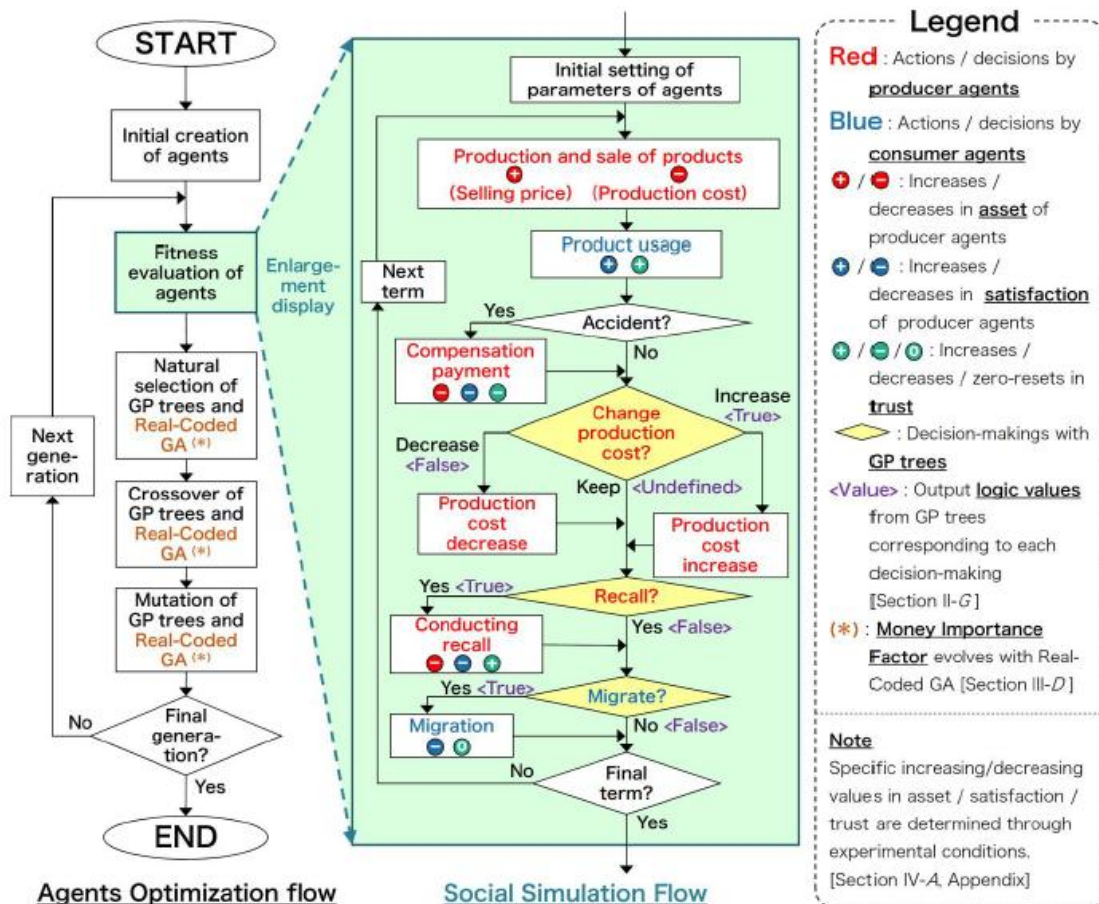 START
Initial creation
of agents
Fitness
evaluation of
agents
Natural
selection of
GP trees and
Real-Coded
GA (*)
Crossover of
GP trees and
Real-Coded
GA (*)
Mutation of
GP trees and
Real-Coded
GA (*)
Next
gene-
ration
Final
genera-
tion?
No
Yes
END
Agents Optimization flow
Enlarge-
ment
display
Initial setting of
parameters of agents
Production and sale of products
+ −
(Selling price) (Production cost)
Product usage
+ +
Next
term
Accident?
Yes
No
Compensation
payment
− − −
Change
production
cost?
Increase
<True>
Decrease
<False>
Keep <Undefined>
Production
cost
decrease
Production
cost
increase
Recall?
Yes <True>
Yes <False>
Conducting
recall
− − +
Migrate?
Yes <True>
No <False>
Migration
− 0
Final
term?
No
Yes
Social Simulation Flow
Legend
Red : Actions / decisions by
producer agents
Blue : Actions / decisions by
consumer agents
+ / − : Increases /
decreases in asset of
producer agents
+ / − : Increases /
decreases in satisfaction
of producer agents
+ / − / 0 : Increases /
decreases / zero-resets in
trust
: Decision-makings with
GP trees
<Value> : Output logic values
from GP trees
corresponding to each
decision-making
[Section II-G]
(*) : Money Importance
Factor evolves with Real-
Coded GA [Section III-D]
Note
Specific increasing/decreasing
values in asset / satisfaction /
trust are determined through
experimental conditions.
[Section IV-A, Appendix]